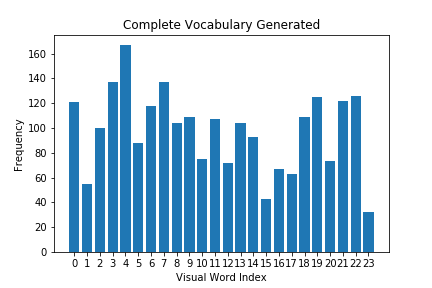 Complete Vocabulary Generated
160
140
120
100
80
60
40
20
0
Frequency
0 1 2 3 4 5 6 7 8 9 10 11 12 13 14 15 16 17 18 19 20 21 22 23
Visual Word Index